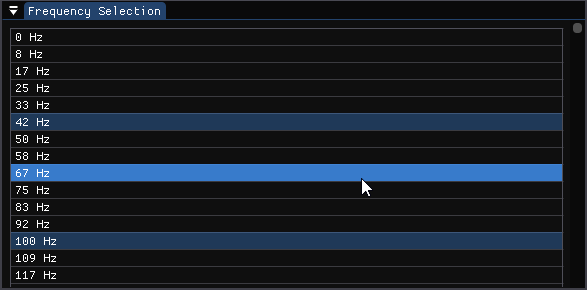 Frequency Selection
0 Hz
8 Hz
17 Hz
25 Hz
33 Hz
42 Hz
50 Hz
58 Hz
67 Hz
75 Hz
83 Hz
92 Hz
100 Hz
109 Hz
117 Hz